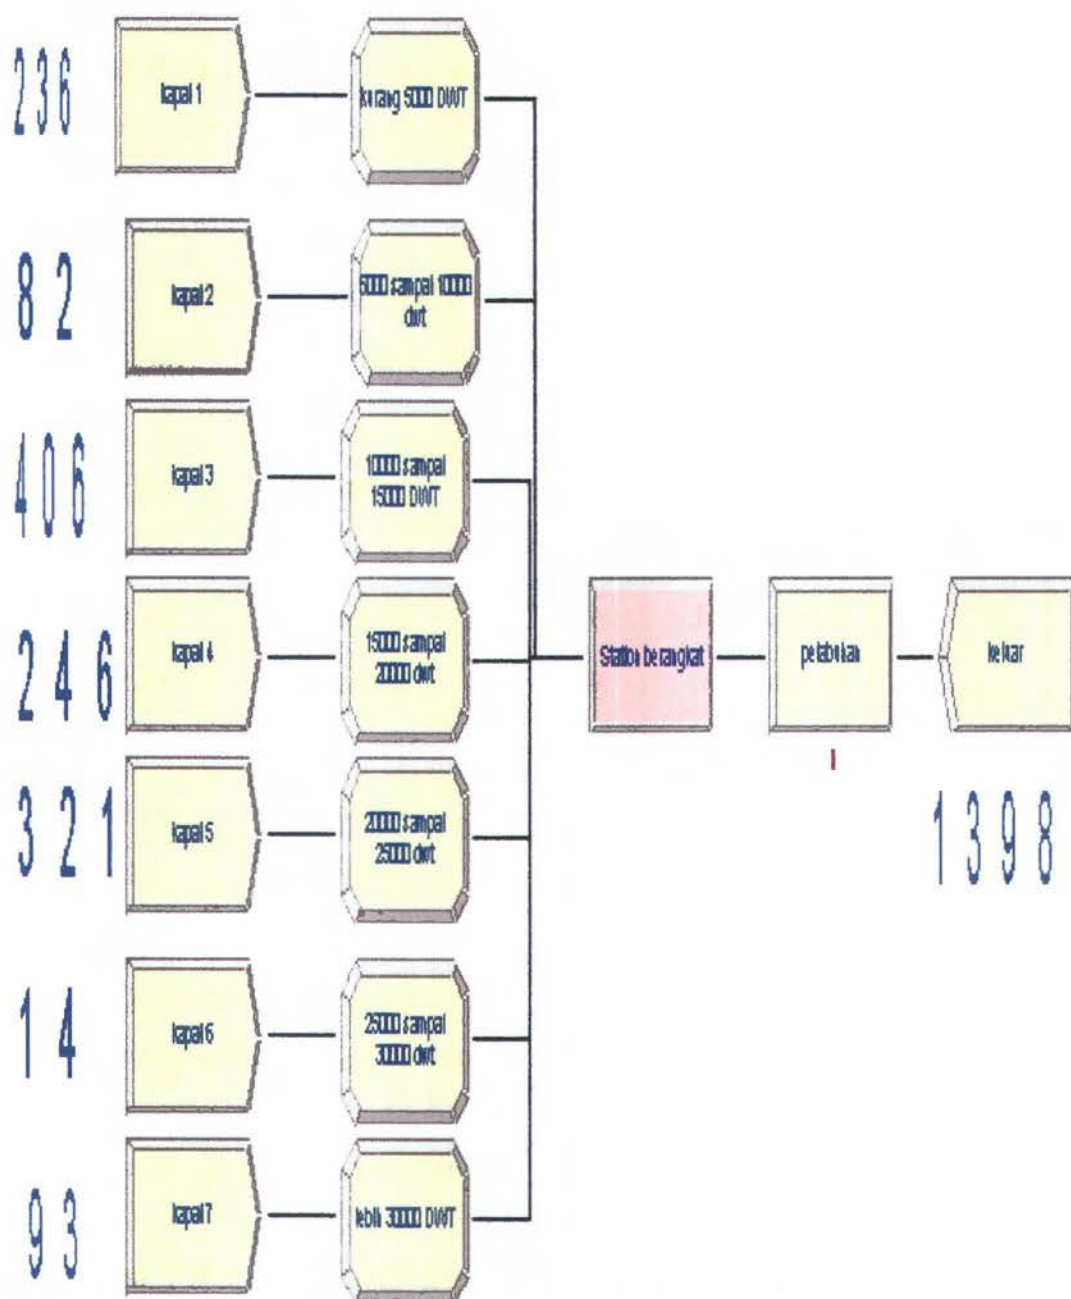 236
kapal 1
kurang 5000 DWT
82
kapal 2
5000 sampai 10000
dwt
406
kapal 3
10000 sampai
15000 DWT
246
kapal 4
15000 sampai
20000 dwt
Station berangkat
pelabuhan
keluar
1398
321
kapal 5
20000 sampai
25000 dwt
14
kapal 6
25000 sampai
30000 dwt
93
kapal 7
lebih 30000 DWT